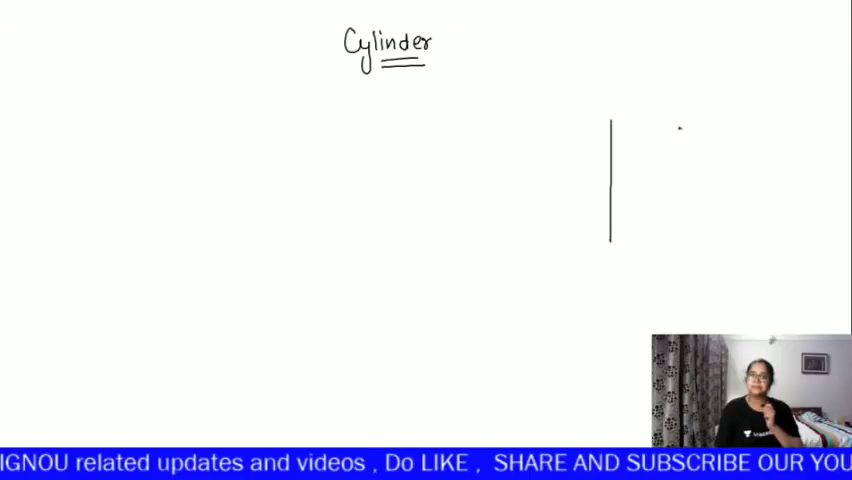 Cylinder
IGNOU related updates and videos , Do LIKE , SHARE AND SUBSCRIBE OUR YOU